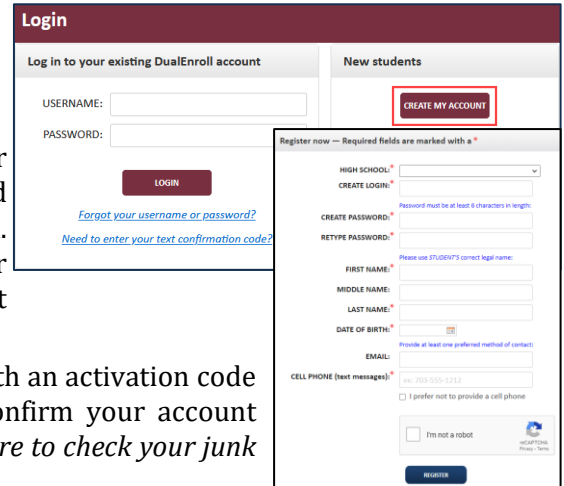 Login
Log in to your existing DualEnroll account
New students
USERNAME:
CREATE MY ACCOUNT
PASSWORD:
LOGIN
Forgot your username or password?
Need to enter your text confirmation code?
Register now — Required fields are marked with a *
HIGH SCHOOL:*
CREATE LOGIN:*
Password must be at least 6 characters in length:
CREATE PASSWORD:*
RETYPE PASSWORD:*
Please use STUDENT'S correct legal name:
FIRST NAME:*
MIDDLE NAME:
LAST NAME:*
DATE OF BIRTH:*
Provide at least one preferred method of contact:
EMAIL:
CELL PHONE (text messages):*
ex: 703-555-1212
I prefer not to provide a cell phone
I'm not a robot
reCAPTCHA
Privacy - Terms
REGISTER
th an activation code
onfirm your account
re to check your junk